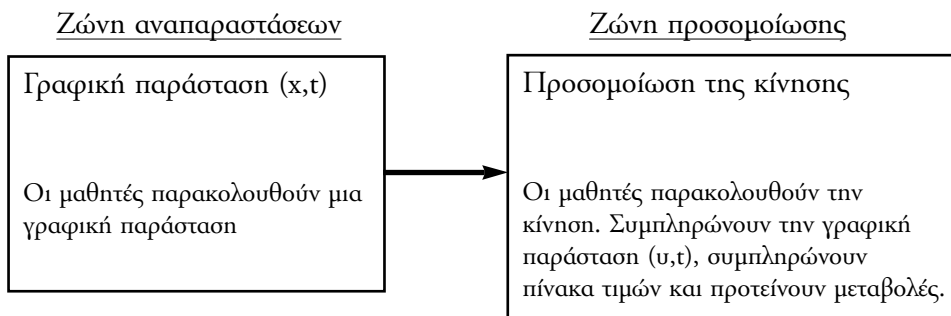 Ζώνη αναπαραστάσεων
Γραφική παράσταση (x,t)
Οι μαθητές παρακολουθούν μια
γραφική παράσταση
Ζώνη προσομοίωσης
Προσομοίωση της κίνησης
Οι μαθητές παρακολουθούν την
κίνηση. Συμπληρώνουν την γραφική
παράσταση (υ,t), συμπληρώνουν
πίνακα τιμών και προτείνουν μεταβολές.